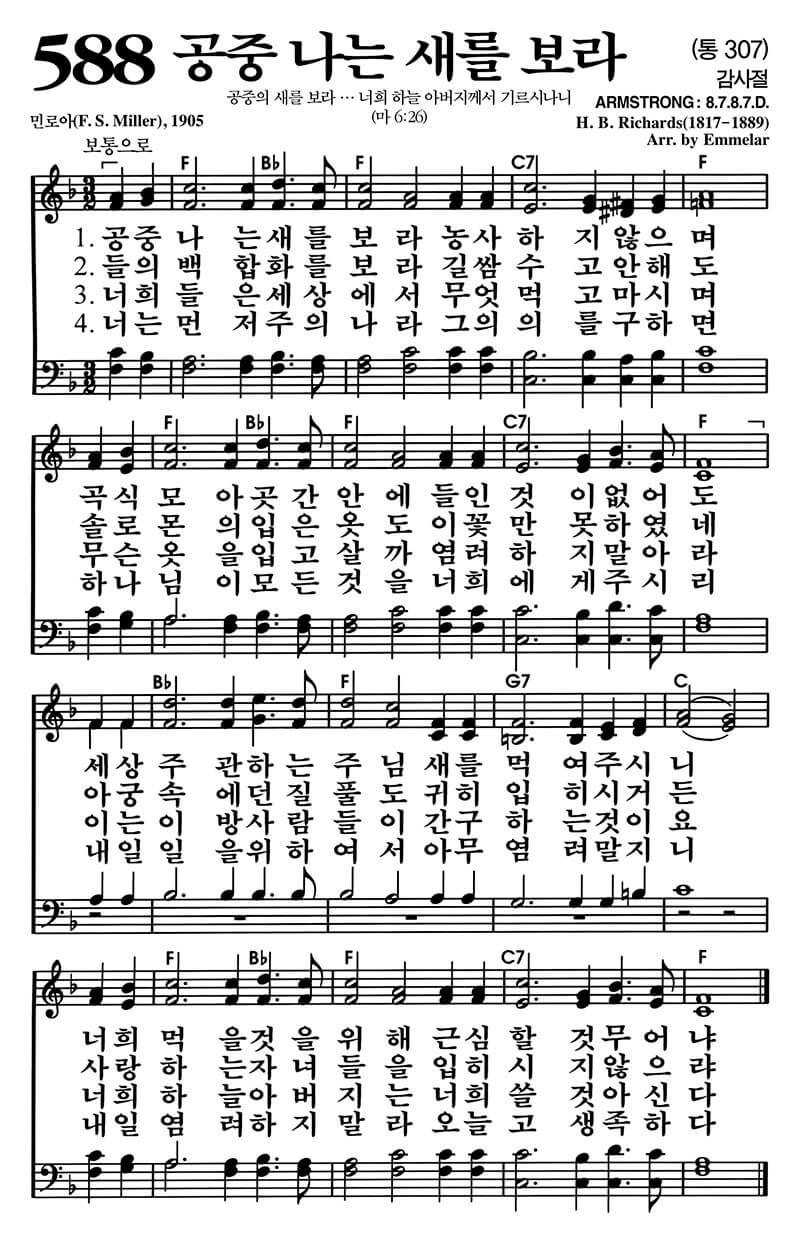 588 공중 나는 새를 보라 (통 307)
감사절
공중의 새를 보라 … 너희 하늘 아버지께서 기르시나니
(마 6:26)
ARMSTRONG : 8.7.8.7.D.
민로아(F. S. Miller), 1905
H. B. Richards(1817-1889)
Arr. by Emmelar
보통으로
F B♭ F C7 F
1. 공중 나 는새를 보라 농사하 지 않으며
2. 들의 백 합화를 보라 길쌈수 고안해도
3. 너희 들 은세상에서 무엇먹 고마시며
4. 너는 먼 저주의나라 그의의 를구하면
F B♭ F C7 F
곡식 모 아곳간 안에 들인것 이없어도
솔로몬 의입은 옷도 이꽃만 못하였네
무슨옷 을입고 살까 염려하 지말아라
하나님 이모든 것을 너희에 게주시리
B♭ F G7 C
세상주 관하는 주님 새를먹 여주시니
아궁속 에던질 풀도 귀히입 히시거든
이는이 방사람 들이 간구하 는것이요
내일일 을위하 여서 아무염 려말지니
F B♭ F C7 F
너희먹 을것을 위해 근심할 것무어냐
사랑하 는자녀 들을 입히시 지않으랴
너희하 늘아버 지는 너희쓸 것아신다
내일염 려하지 말라 오늘고 생족하다